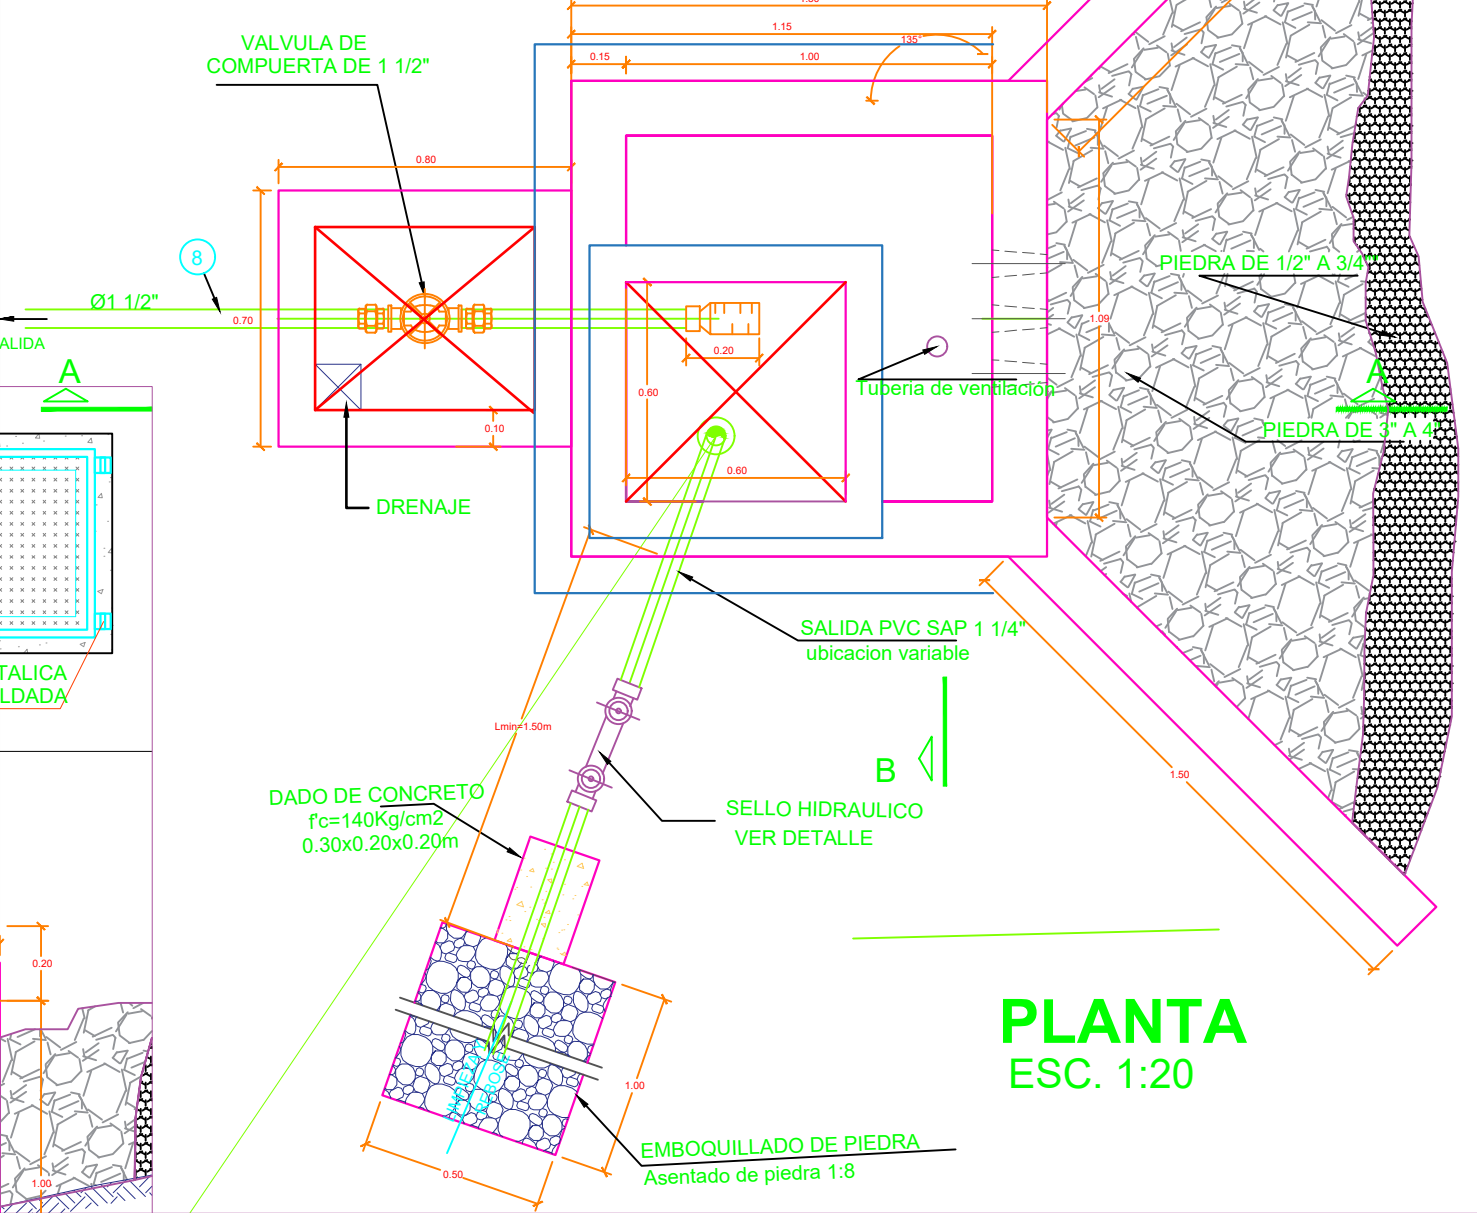 1.15
135°
0.15
1.00
VALVULA DE
COMPUERTA DE 1 1/2"
0.80
8
Ø1 1/2"
0.70
ALIDA
A
0.10
DRENAJE
0.20
0.60
0.60
Tuberia de ventilación
1.09
PIEDRA DE 1/2" A 3/4"
A
PIEDRA DE 3" A 4"
TALICA
LDADA
SALIDA PVC SAP 1 1/4"
ubicacion variable
Lmin=1.50m
B
1.50
DADO DE CONCRETO
f'c=140Kg/cm2
0.30x0.20x0.20m
SELLO HIDRAULICO
VER DETALLE
0.20
1.00
LIMPIEZA Y
REBOSE
1.00
0.50
EMBOQUILLADO DE PIEDRA
Asentado de piedra 1:8
PLANTA
ESC. 1:20